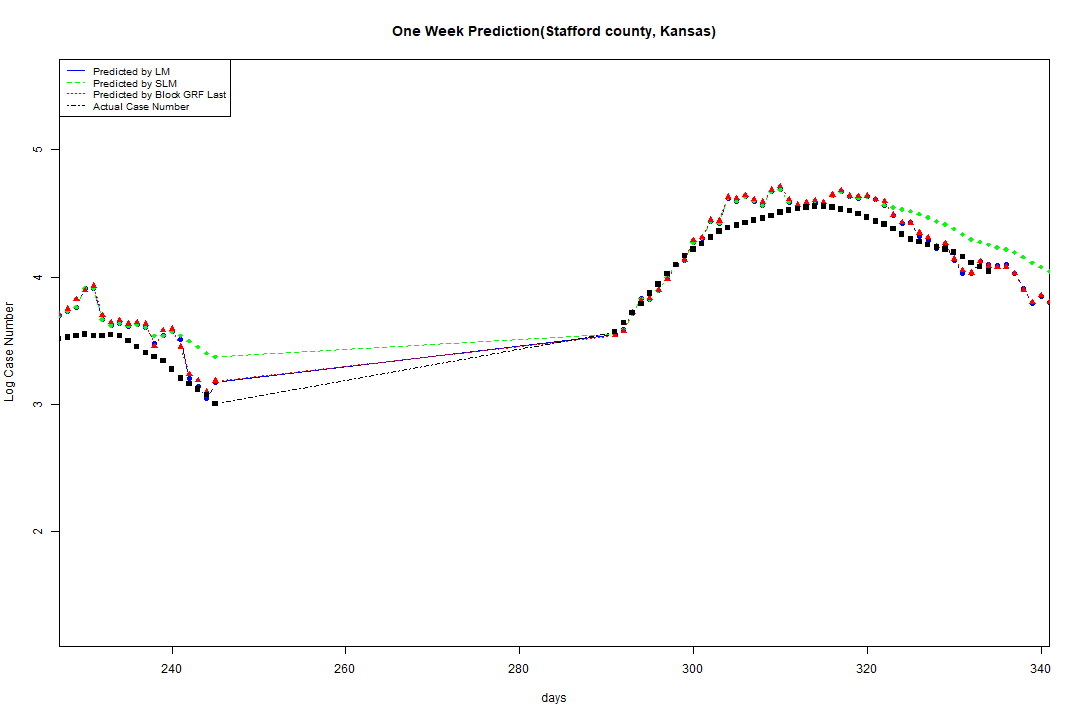 One Week Prediction(Stafford county, Kansas)
Predicted by LM
Predicted by SLM
Predicted by Block GRF Last
Actual Case Number
5
4
3
2
Log Case Number
240 260 280 300 320 340
days